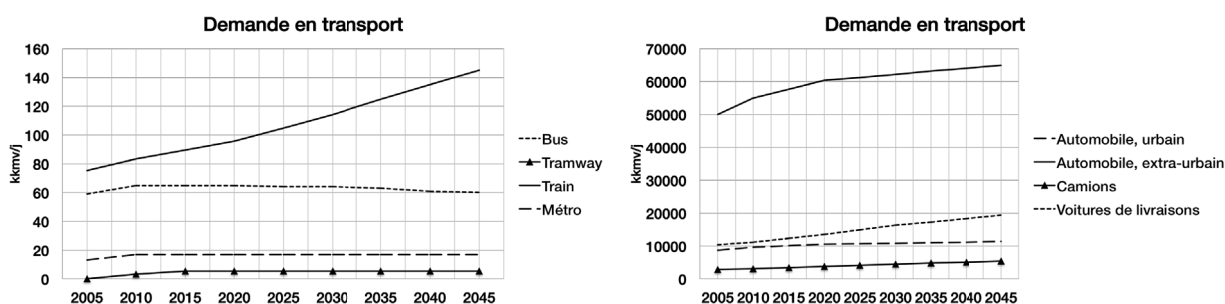 Demande en transport
160
140
120
100
80
60
40
20
0
kkmv/j
2005 2010 2015 2020 2025 2030 2035 2040 2045
Bus
Tramway
Train
Métro
Demande en transport
70000
60000
50000
40000
30000
20000
10000
0
kkmv/j
2005 2010 2015 2020 2025 2030 2035 2040 2045
Automobile, urbain
Automobile, extra-urbain
Camions
Voitures de livraisons